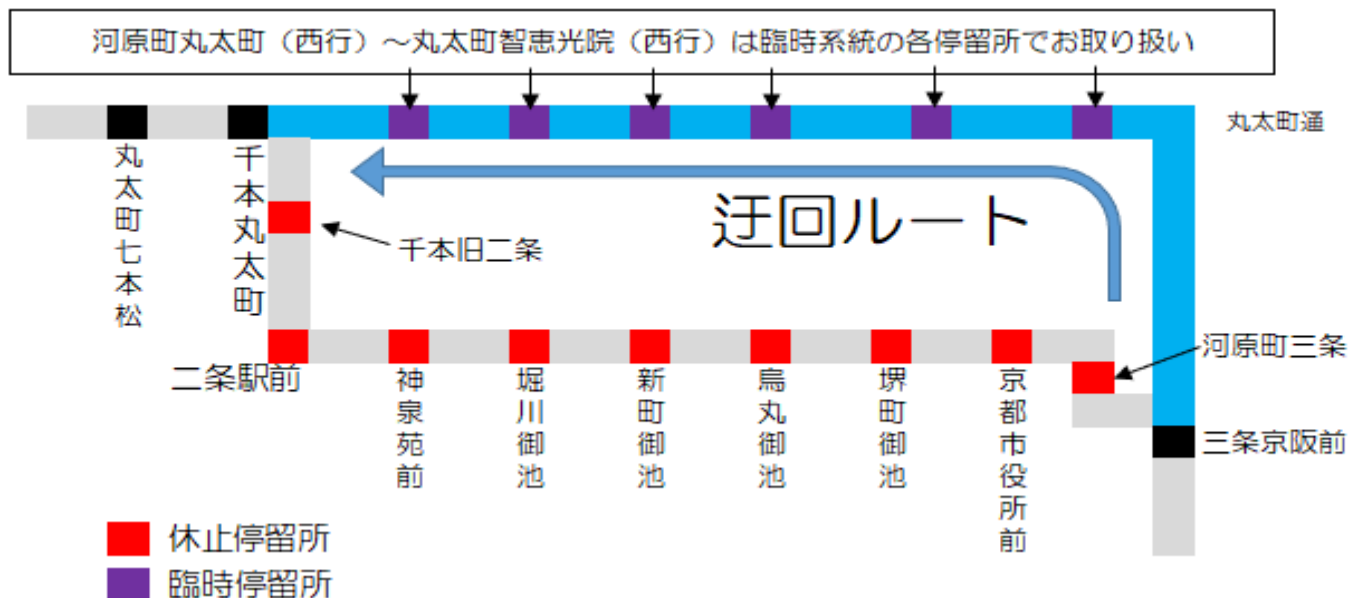 河原町丸太町（西行）～丸太町智恵光院（西行）は臨時系統の各停留所でお取り扱い
丸太町通
丸太町七本松
千本丸太町
千本旧二条
迂回ルート
河原町三条
二条駅前
神泉苑前
堀川御池
新町御池
烏丸御池
堺町御池
京都市役所前
三条京阪前
休止停留所
臨時停留所